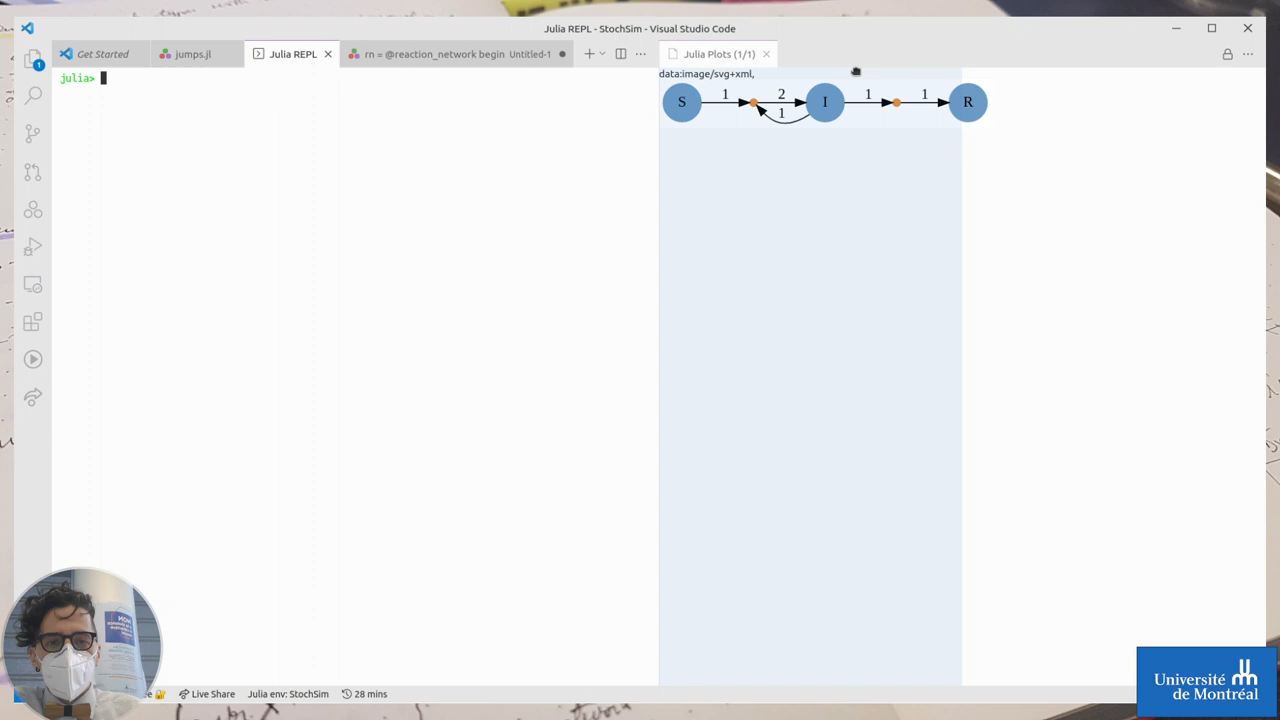 Julia REPL - StochSim - Visual Studio Code
Get Started
jumps.jl
Julia REPL
rn = @reaction_network begin Untitled-1
Julia Plots (1/1)
julia>
data:image/svg+xml,
S 1 2 I 1 1 R
1
1
Live Share
Julia env: StochSim
28 mins
Université
de Montréal